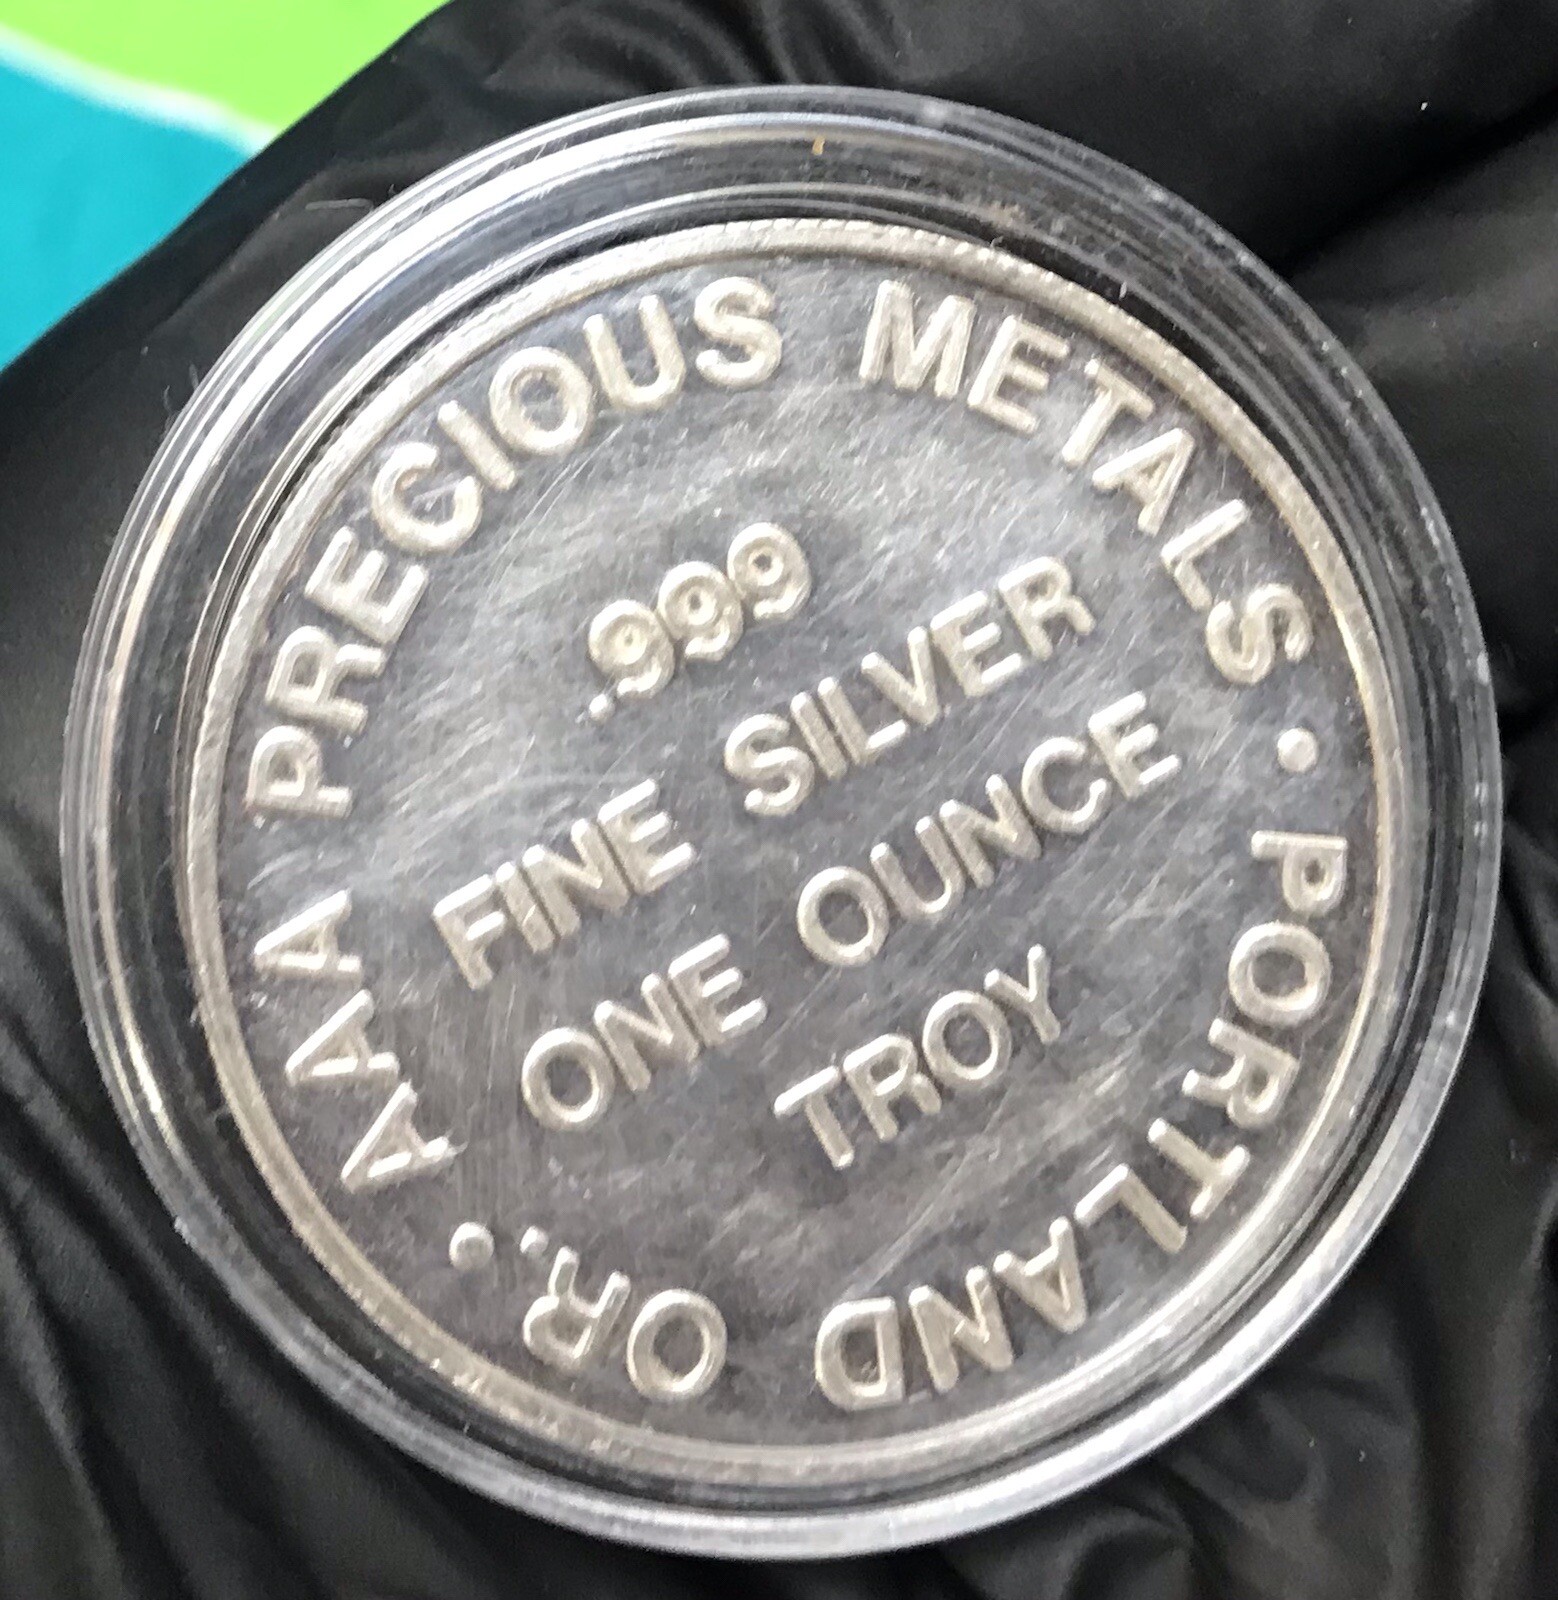 AAA PRECIOUS METALS • PORTLAND OR. •
.999
FINE SILVER
ONE OUNCE
TROY